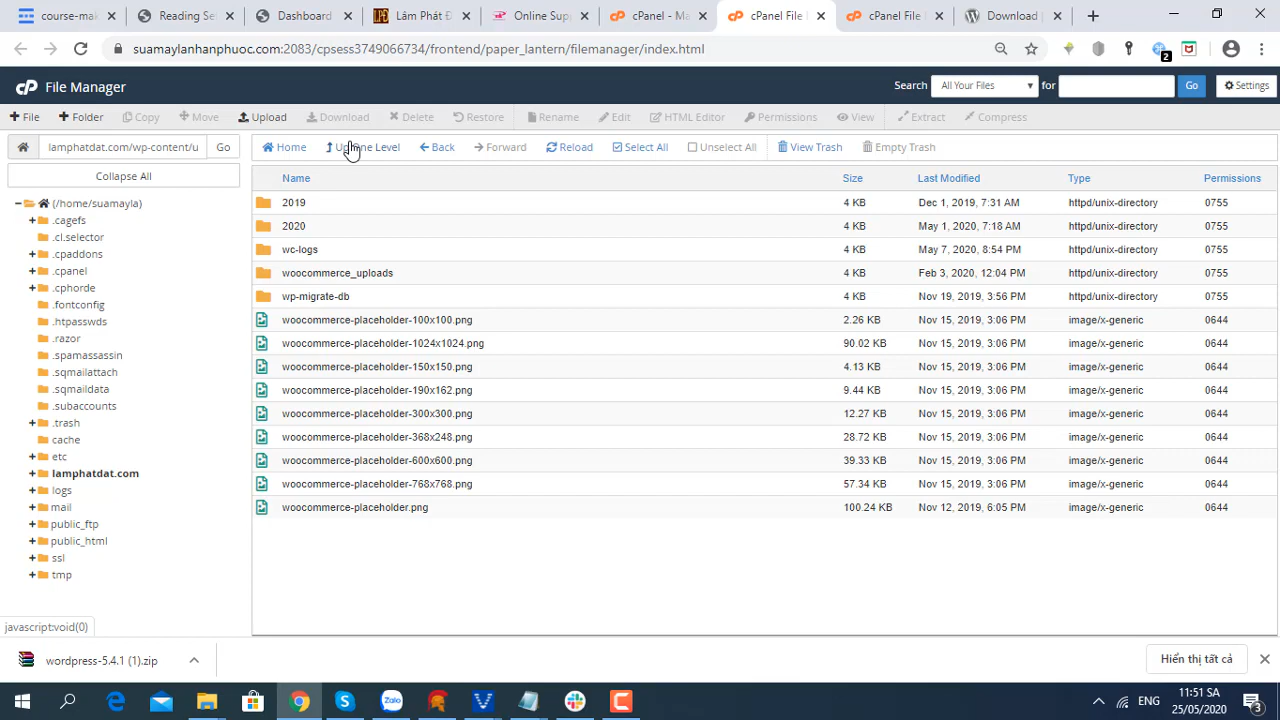 course-mai
Reading Se
Dashboard
Lâm Phát Đ
Online Sup
cPanel - Ma
cPanel File
cPanel File
Download |
suamaylanhanphuoc.com:2083/cpsess3749066734/frontend/paper_lantern/filemanager/index.html
2
cP File Manager
Search All Your Files for Go Settings
File Folder Copy Move Upload Download Delete Restore Rename Edit HTML Editor Permissions View Extract Compress
lamphatdat.com/wp-content/u Go Home Level Back Forward Reload Select All Unselect All View Trash Empty Trash
Collapse All
Name Size Last Modified Type Permissions
(/home/suamayla)
.cagefs
.cl.selector
.cpaddons
.cpanel
.cphorde
.fontconfig
.htpasswds
.razor
.spamassassin
.sqmailattach
.sqmaildata
.subaccounts
.trash
cache
etc
lamphatdat.com
logs
mail
public_ftp
public_html
ssl
tmp
2019 4 KB Dec 1, 2019, 7:31 AM httpd/unix-directory 0755
2020 4 KB May 1, 2020, 7:18 AM httpd/unix-directory 0755
wc-logs 4 KB May 7, 2020, 8:54 PM httpd/unix-directory 0755
woocommerce_uploads 4 KB Feb 3, 2020, 12:04 PM httpd/unix-directory 0755
wp-migrate-db 4 KB Nov 19, 2019, 3:56 PM httpd/unix-directory 0755
woocommerce-placeholder-100x100.png 2.26 KB Nov 15, 2019, 3:06 PM image/x-generic 0644
woocommerce-placeholder-1024x1024.png 90.02 KB Nov 15, 2019, 3:06 PM image/x-generic 0644
woocommerce-placeholder-150x150.png 4.13 KB Nov 15, 2019, 3:06 PM image/x-generic 0644
woocommerce-placeholder-190x162.png 9.44 KB Nov 15, 2019, 3:06 PM image/x-generic 0644
woocommerce-placeholder-300x300.png 12.27 KB Nov 15, 2019, 3:06 PM image/x-generic 0644
woocommerce-placeholder-368x248.png 28.72 KB Nov 15, 2019, 3:06 PM image/x-generic 0644
woocommerce-placeholder-600x600.png 39.33 KB Nov 15, 2019, 3:06 PM image/x-generic 0644
woocommerce-placeholder-768x768.png 57.34 KB Nov 15, 2019, 3:06 PM image/x-generic 0644
woocommerce-placeholder.png 100.24 KB Nov 12, 2019, 6:05 PM image/x-generic 0644
javascript:void(0)
wordpress-5.4.1 (1).zip
Hiển thị tất cả
ENG
11:51 SA
25/05/2020
3